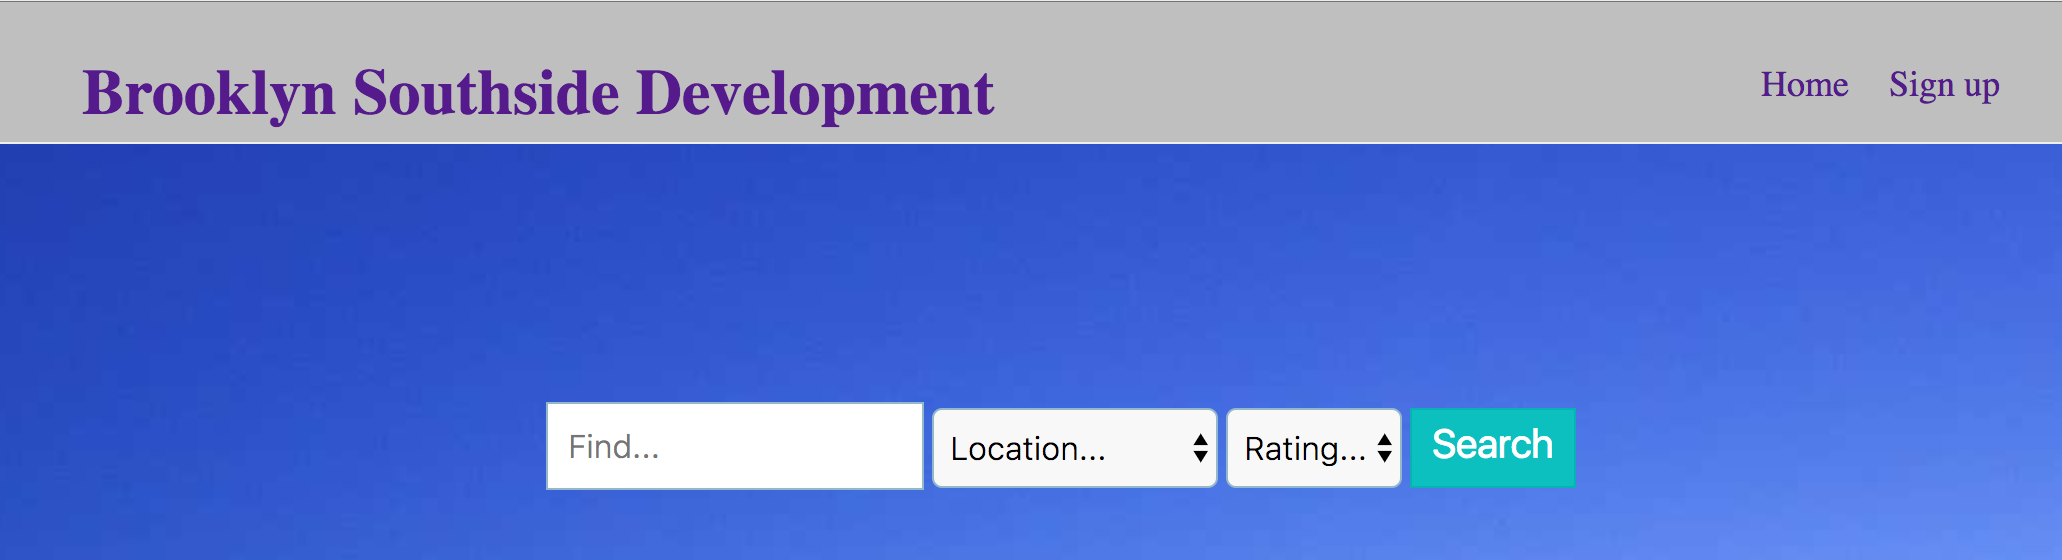 Brooklyn Southside Development
Home Sign up
Find... Location... Rating... Search